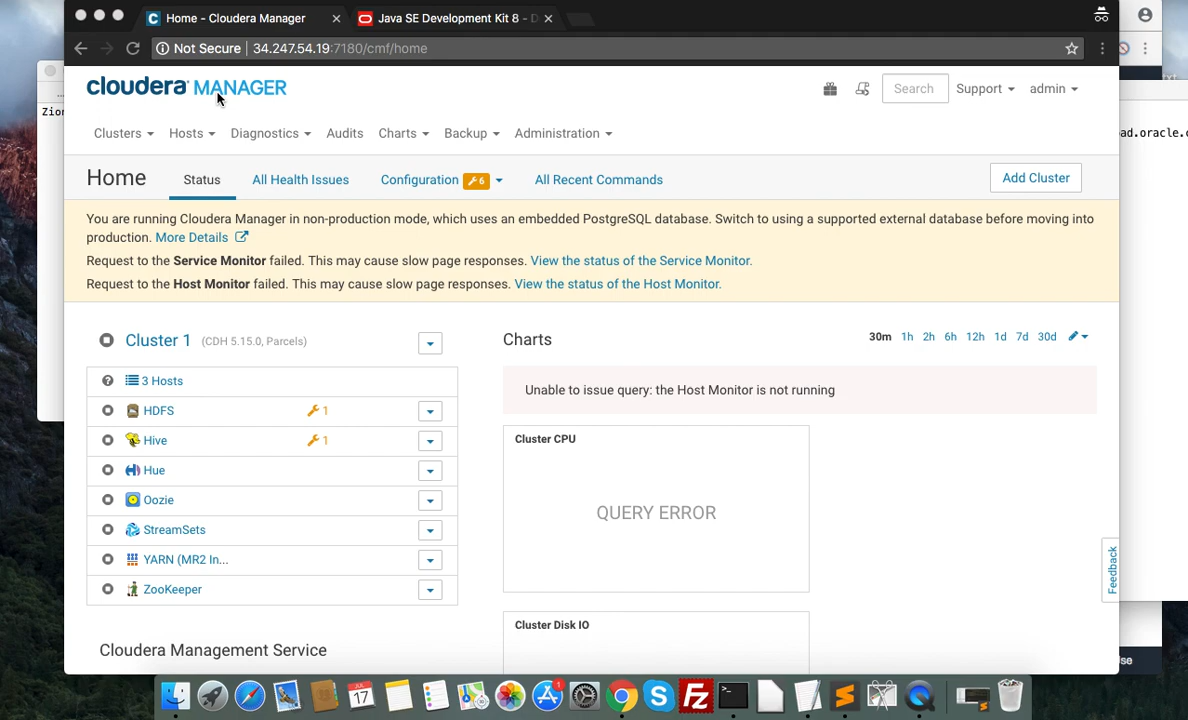 Home - Cloudera Manager
Java SE Development Kit 8 - D
Not Secure 34.247.54.19:7180/cmf/home
cloudera MANAGER
Search
Support
admin
Clusters
Hosts
Diagnostics
Audits
Charts
Backup
Administration
Home
Status
All Health Issues
Configuration 6
All Recent Commands
Add Cluster
You are running Cloudera Manager in non-production mode, which uses an embedded PostgreSQL database. Switch to using a supported external database before moving into
production. More Details
Request to the Service Monitor failed. This may cause slow page responses. View the status of the Service Monitor.
Request to the Host Monitor failed. This may cause slow page responses. View the status of the Host Monitor.
Cluster 1 (CDH 5.15.0, Parcels)
3 Hosts
HDFS 1
Hive 1
Hue
Oozie
StreamSets
YARN (MR2 In...
ZooKeeper
Cloudera Management Service
Charts
30m 1h 2h 6h 12h 1d 7d 30d
Unable to issue query: the Host Monitor is not running
Cluster CPU
QUERY ERROR
Cluster Disk IO
Feedback
Zion
ad.oracle.c
txt
se
JUL
17
1